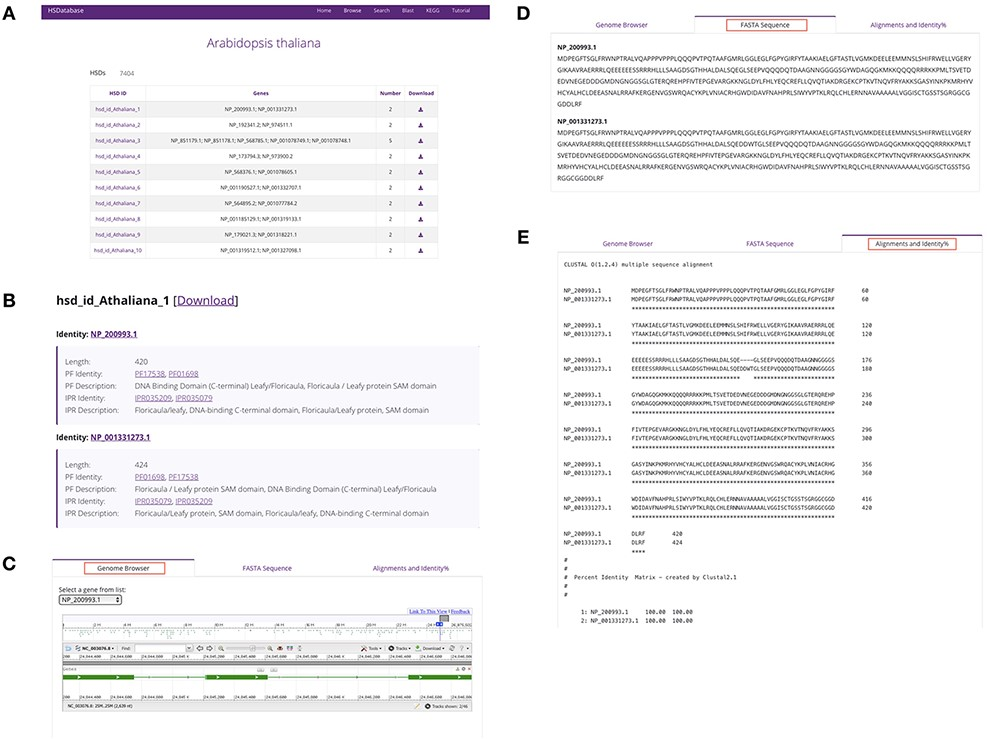 A
HSDatabase
Home Browse Search Blast KEGG Tutorial
Arabidopsis thaliana
HSDs 7404
HSD ID Genes Number Download
hsd_id_Athaliana_1 NP_200993.1; NP_001331273.1 2
hsd_id_Athaliana_2 NP_192341.2; NP_974511.1 2
hsd_id_Athaliana_3 NP_851179.1; NP_851178.1; NP_568785.1; NP_001078749.1; NP_001078748.1 5
hsd_id_Athaliana_4 NP_173794.3; NP_973900.2 2
hsd_id_Athaliana_5 NP_568376.1; NP_001078605.1 2
hsd_id_Athaliana_6 NP_001190527.1; NP_001332707.1 2
hsd_id_Athaliana_7 NP_564895.2; NP_001077784.2 2
hsd_id_Athaliana_8 NP_001185129.1; NP_001319133.1 2
hsd_id_Athaliana_9 NP_179021.3; NP_001318221.1 2
hsd_id_Athaliana_10 NP_001319512.1; NP_001327098.1 2
B
hsd_id_Athaliana_1 [Download]
Identity: NP_200993.1
Length: 420
PF Identity: PF17538, PF01698
PF Description: DNA Binding Domain (C-terminal) Leafy/Floricaula, Floricaula / Leafy protein SAM domain
IPR Identity: IPR035209, IPR035079
IPR Description: Floricaula/leafy, DNA-binding C-terminal domain, Floricaula/Leafy protein, SAM domain
Identity: NP_001331273.1
Length: 424
PF Identity: PF01698, PF17538
PF Description: Floricaula / Leafy protein SAM domain, DNA Binding Domain (C-terminal) Leafy/Floricaula
IPR Identity: IPR035079, IPR035209
IPR Description: Floricaula/Leafy protein, SAM domain, Floricaula/leafy, DNA-binding C-terminal domain
C
Genome Browser FASTA Sequence Alignments and Identity%
Select a gene from list:
NP_200993.1
Link To This View | Feedback
NC_003076.8 Find: Tools Tracks Download
Genes
NC_003076.8: 25M..25M (2,639 nt) Tracks shown: 2/46
D
Genome Browser FASTA Sequence Alignments and Identity%
NP_200993.1
GDDLRF
NP_001331273.1
RGGCGGDDLRF
E
Genome Browser FASTA Sequence Alignments and Identity%
CLUSTAL O(1.2.4) multiple sequence alignment
NP_200993.1 MDPEGFTSGLFRWNPTRALVQAPPPVPPPLQQQPVTPQTAAFGMRLGGLEGLFGPYGIRF 60
NP_001331273.1 MDPEGFTSGLFRWNPTRALVQAPPPVPPPLQQQPVTPQTAAFGMRLGGLEGLFGPYGIRF 60
************************************************************
NP_200993.1 YTAAKIAELGFTASTLVGMKDEELEEMMNSLSHIFRWELLVGERYGIKAAVRAERRRLQE 120
NP_001331273.1 YTAAKIAELGFTASTLVGMKDEELEEMMNSLSHIFRWELLVGERYGIKAAVRAERRRLQE 120
************************************************************
NP_200993.1 EEEEESSRRRHLLLSAAGDSGTHHALDALSQE----GLSEEPVQQQDQTDAAGNNGGGGS 176
NP_001331273.1 EEEEESSRRRHLLLSAAGDSGTHHALDALSQEDDWTGLSEEPVQQQDQTDAAGNNGGGGS 180
******************************** ************************
NP_200993.1 GYWDAGQGKMKKQQQQRRRKKPMLTSVETDEDVNEGEDDDGMDNGNGGSGLGTERQREHP 236
NP_001331273.1 GYWDAGQGKMKKQQQQRRRKKPMLTSVETDEDVNEGEDDDGMDNGNGGSGLGTERQREHP 240
************************************************************
NP_200993.1 FIVTEPGEVARGKKNGLDYLFHLYEQCREFLLQVQTIAKDRGEKCPTKVTNQVFRYAKKS 296
NP_001331273.1 FIVTEPGEVARGKKNGLDYLFHLYEQCREFLLQVQTIAKDRGEKCPTKVTNQVFRYAKKS 300
************************************************************
NP_200993.1 GASYINKPKMRHYVHCYALHCLDEEASNALRRAFKERGENVGSWRQACYKPLVNIACRHG 356
NP_001331273.1 GASYINKPKMRHYVHCYALHCLDEEASNALRRAFKERGENVGSWRQACYKPLVNIACRHG 360
************************************************************
NP_200993.1 WDIDAVFNAHPRLSIWYVPTKLRQLCHLERNNAVAAAAALVGGISCTGSSTSGRGGCGGD 416
NP_001331273.1 WDIDAVFNAHPRLSIWYVPTKLRQLCHLERNNAVAAAAALVGGISCTGSSTSGRGGCGGD 420
************************************************************
NP_200993.1 DLRF 420
NP_001331273.1 DLRF 424
****
#
#
# Percent Identity Matrix - created by Clustal2.1
#
#
1: NP_200993.1 100.00 100.00
2: NP_001331273.1 100.00 100.00